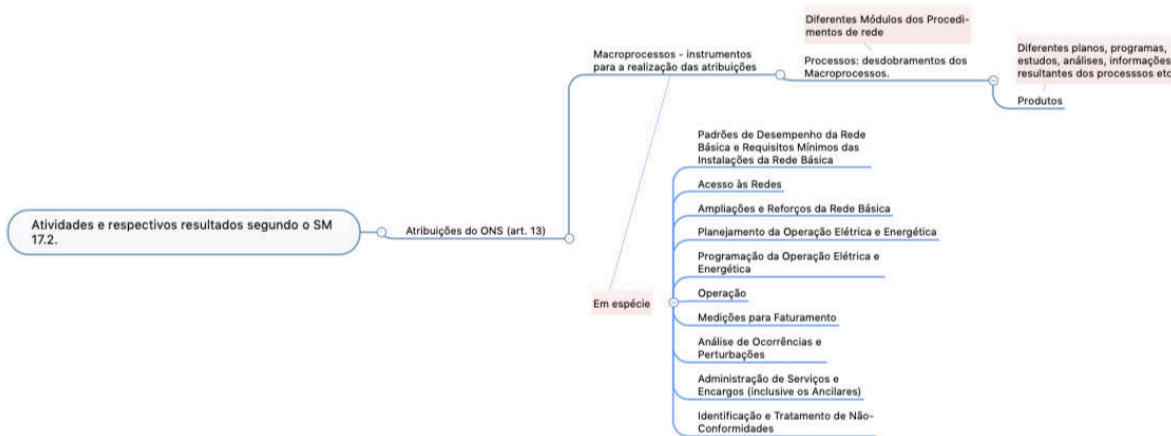 Atividades e respectivos resultados segundo o SM
17.2.
Atribuições do ONS (art. 13)
Macroprocessos - instrumentos
para a realização das atribuições
Diferentes Módulos dos Procedi-
mentos de rede
Processos: desdobramentos dos
Macroprocessos.
Diferentes planos, programas,
estudos, análises, informações
resultantes dos processsos etc
Produtos
Em espécie
Padrões de Desempenho da Rede
Básica e Requisitos Mínimos das
Instalações da Rede Básica
Acesso às Redes
Ampliações e Reforços da Rede Básica
Planejamento da Operação Elétrica e Energética
Programação da Operação Elétrica e
Energética
Operação
Medições para Faturamento
Análise de Ocorrências e
Perturbações
Administração de Serviços e
Encargos (inclusive os Ancilares)
Identificação e Tratamento de Não-
Conformidades